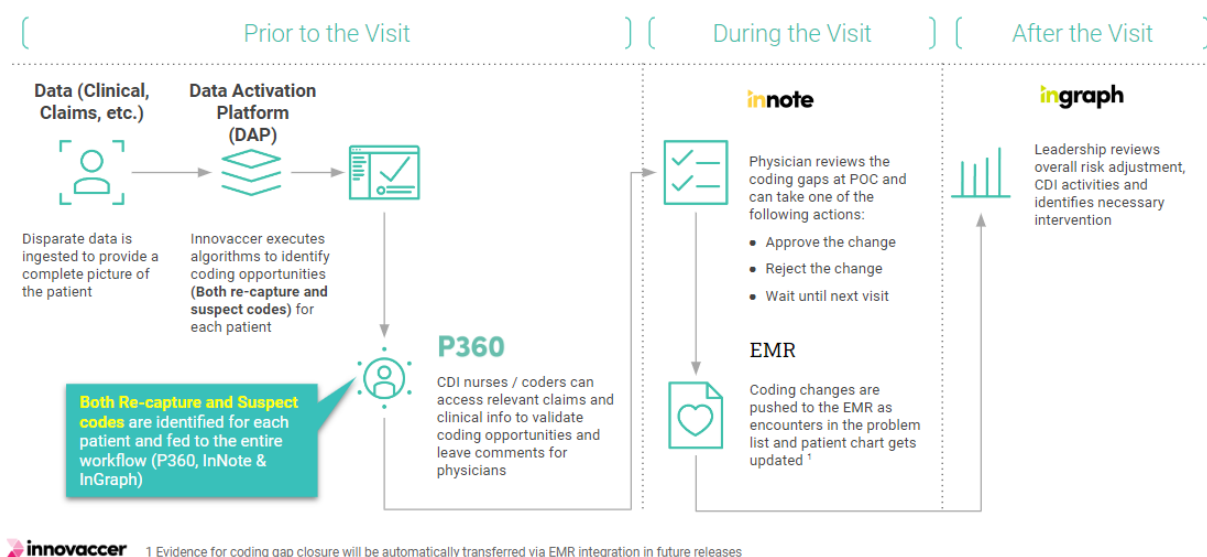 Prior to the Visit
During the Visit
After the Visit
Data (Clinical,
Claims, etc.)
Data Activation
Platform
(DAP)
Disparate data is
ingested to provide a
complete picture of
the patient
Innovaccer executes
algorithms to identify
coding opportunities
(Both re-capture and
suspect codes) for
each patient
P360
CDI nurses / coders can
access relevant claims and
clinical info to validate
coding opportunities and
leave comments for
physicians
Both Re-capture and Suspect
codes are identified for each
patient and fed to the entire
workflow (P360, InNote &
InGraph)
innote
Physician reviews the
coding gaps at POC and
can take one of the
following actions:
• Approve the change
• Reject the change
• Wait until next visit
EMR
Coding changes are
pushed to the EMR as
encounters in the problem
list and patient chart gets
updated ¹
ingraph
Leadership reviews
overall risk adjustment,
CDI activities and
identifies necessary
intervention
innovaccer
1 Evidence for coding gap closure will be automatically transferred via EMR integration in future releases